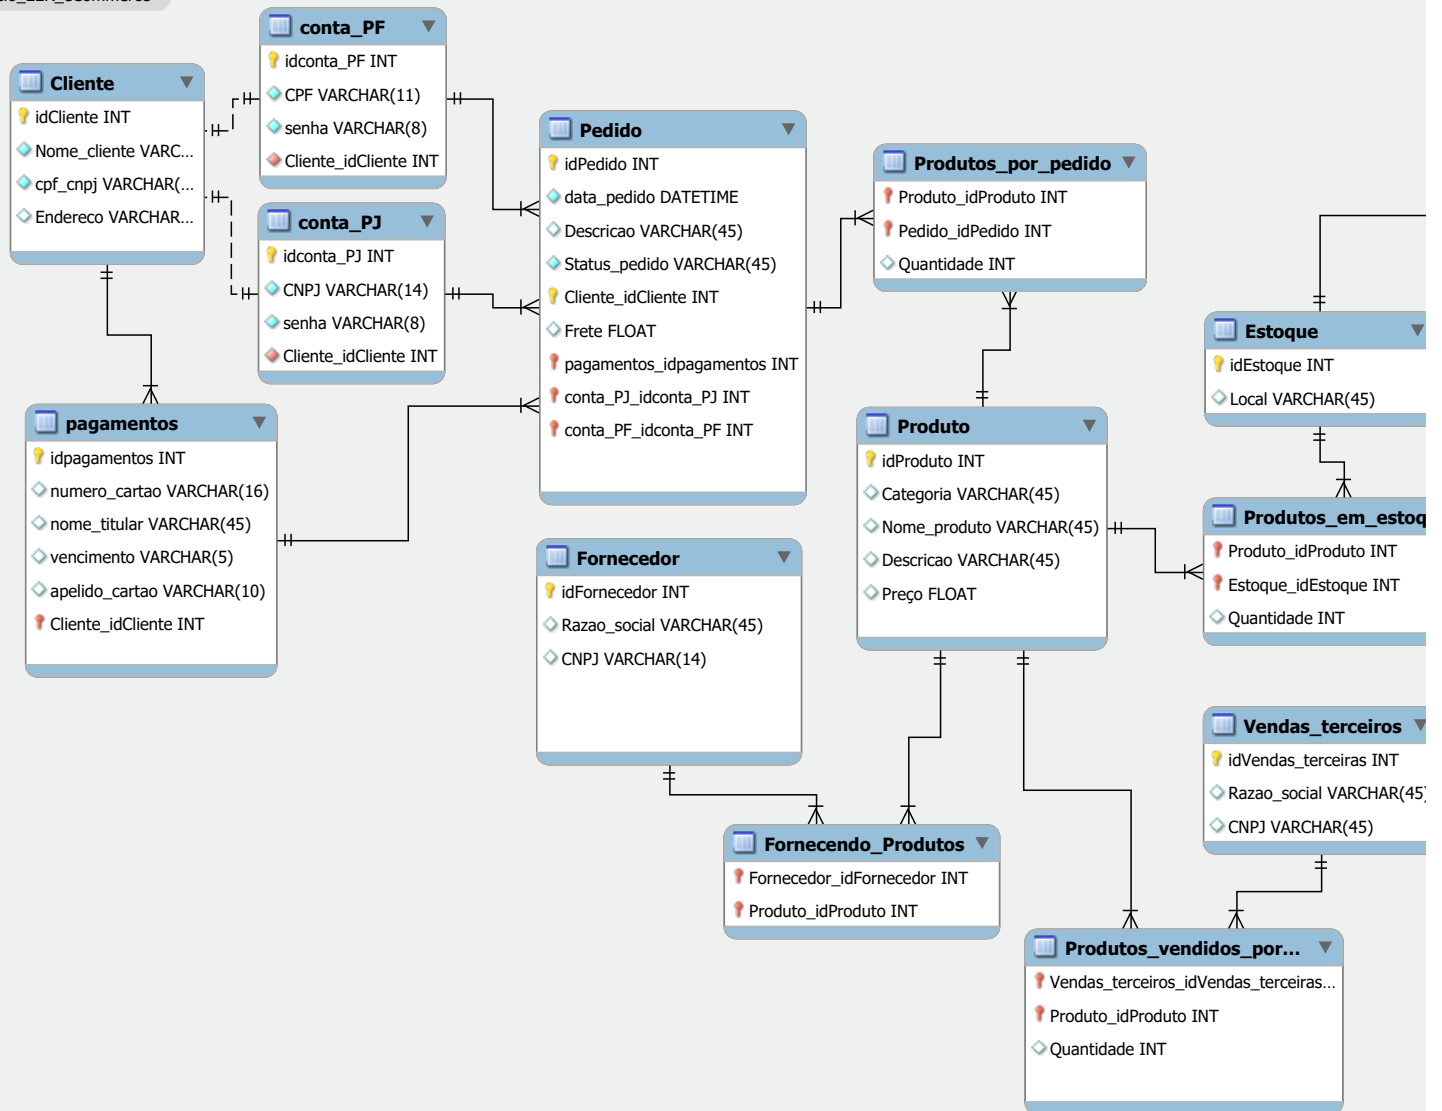 conta_PF
idconta_PF INT
CPF VARCHAR(11)
senha VARCHAR(8)
Cliente_idCliente INT
Cliente
idCliente INT
Nome_cliente VARC...
cpf_cnpj VARCHAR(...
Endereco VARCHAR...
conta_PJ
idconta_PJ INT
CNPJ VARCHAR(14)
senha VARCHAR(8)
Cliente_idCliente INT
Pedido
idPedido INT
data_pedido DATETIME
Descricao VARCHAR(45)
Status_pedido VARCHAR(45)
Cliente_idCliente INT
Frete FLOAT
pagamentos_idpagamentos INT
conta_PJ_idconta_PJ INT
conta_PF_idconta_PF INT
Produtos_por_pedido
Produto_idProduto INT
Pedido_idPedido INT
Quantidade INT
Estoque
idEstoque INT
Local VARCHAR(45)
pagamentos
idpagamentos INT
numero_cartao VARCHAR(16)
nome_titular VARCHAR(45)
vencimento VARCHAR(5)
apelido_cartao VARCHAR(10)
Cliente_idCliente INT
Produto
idProduto INT
Categoria VARCHAR(45)
Nome_produto VARCHAR(45)
Descricao VARCHAR(45)
Preço FLOAT
Produtos_em_estoq
Produto_idProduto INT
Estoque_idEstoque INT
Quantidade INT
Fornecedor
idFornecedor INT
Razao_social VARCHAR(45)
CNPJ VARCHAR(14)
Vendas_terceiros
idVendas_terceiras INT
Razao_social VARCHAR(45)
CNPJ VARCHAR(45)
Fornecendo_Produtos
Fornecedor_idFornecedor INT
Produto_idProduto INT
Produtos_vendidos_por...
Vendas_terceiros_idVendas_terceiras...
Produto_idProduto INT
Quantidade INT